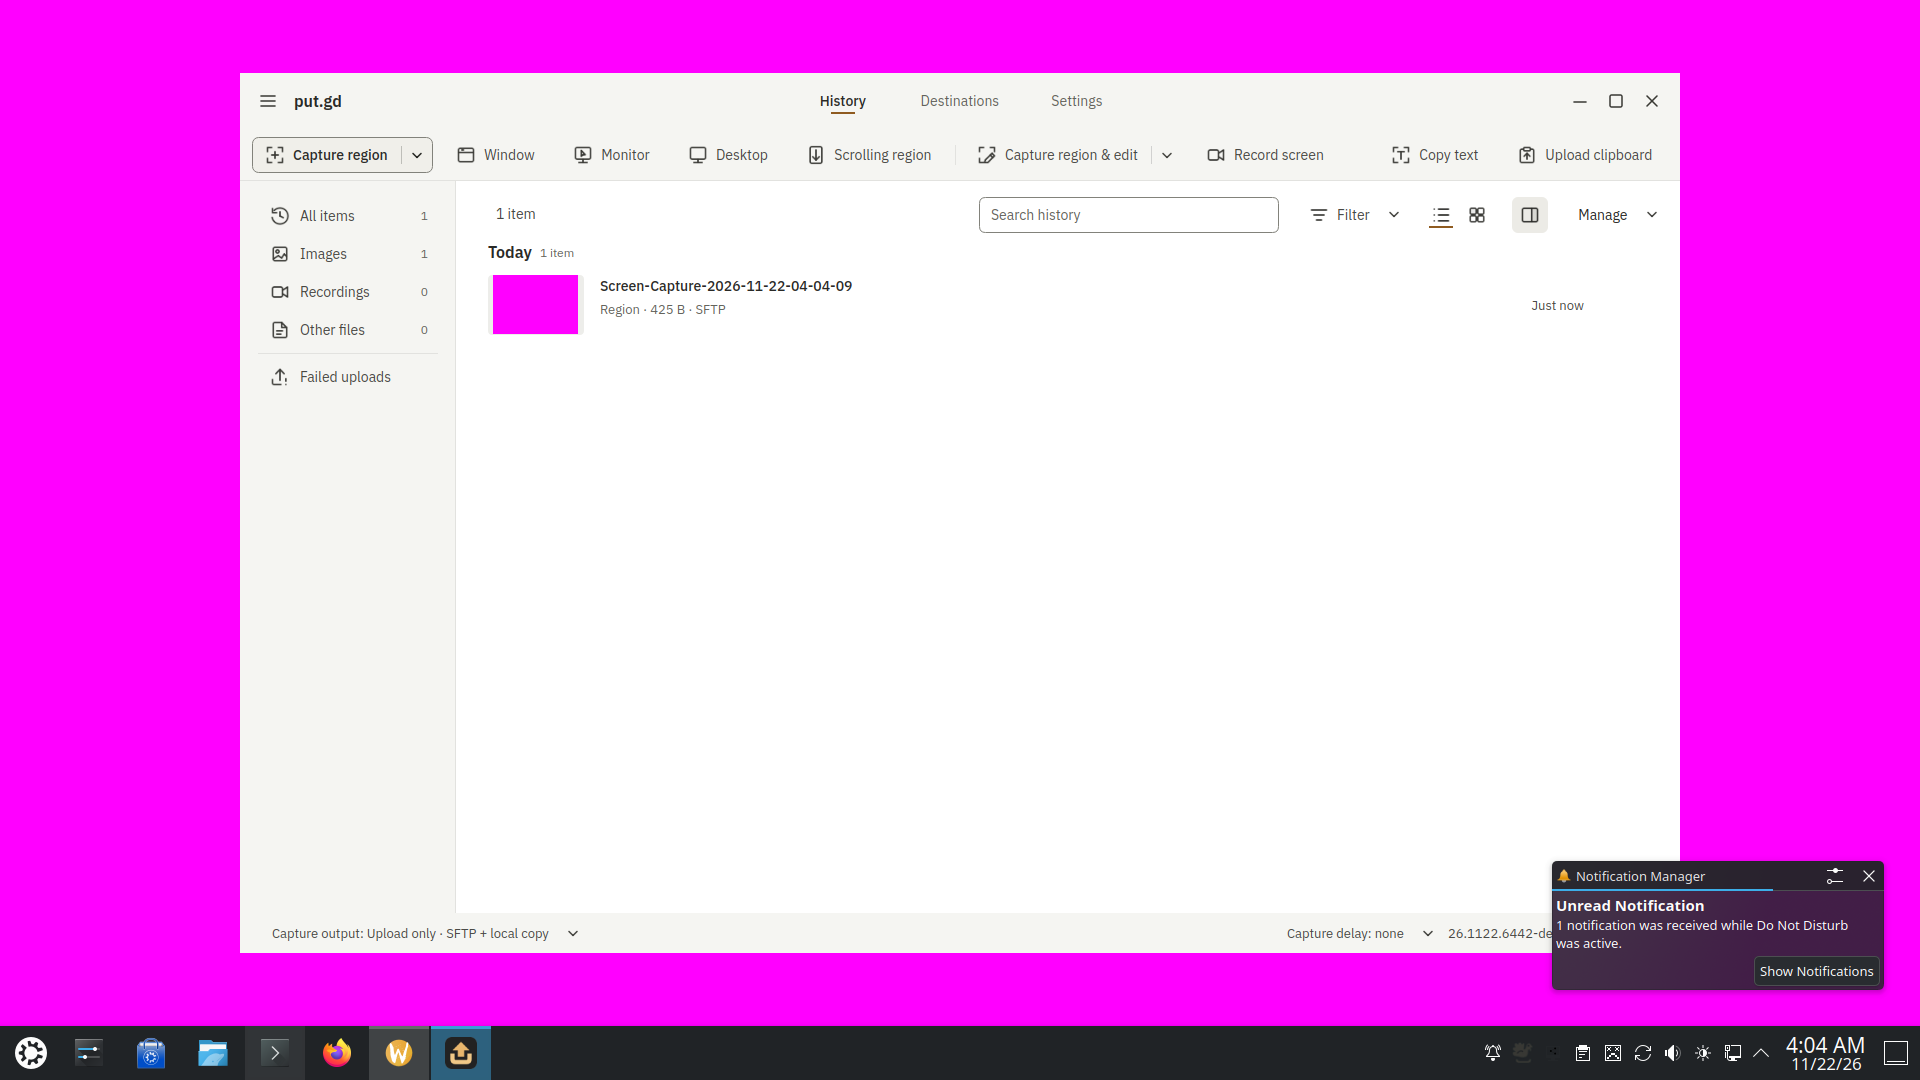 put.gd
History Destinations Settings
Capture region Window Monitor Desktop Scrolling region Capture region & edit Record screen Copy text Upload clipboard
All items 1
Images 1
Recordings 0
Other files 0
Failed uploads
1 item
Search history
Filter
Manage
Today 1 item
Screen-Capture-2026-11-22-04-04-09
Region · 425 B · SFTP
Just now
Capture output: Upload only · SFTP + local copy
Capture delay: none
26.1122.6442-de
Notification Manager
Unread Notification
1 notification was received while Do Not Disturb
was active.
Show Notifications
4:04 AM
11/22/26